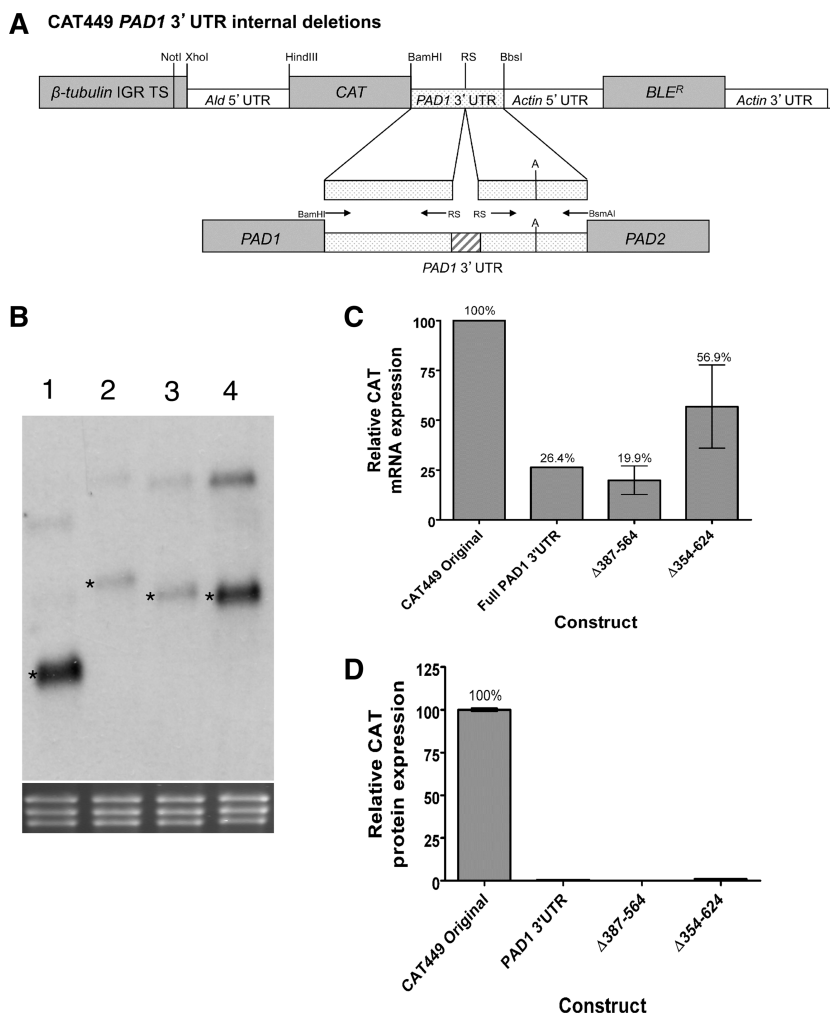 A CAT449 PAD1 3′ UTR internal deletions
NotI XhoI HindIII BamHI RS BbsI
β-tubulin IGR TS Ald 5′ UTR CAT PAD1 3′ UTR Actin 5′ UTR BLE^R Actin 3′ UTR
A
BamHI RS RS BsmAI
PAD1 A PAD2
PAD1 3′ UTR
B
1 2 3 4
*
*
*
*
C
Relative CAT
mRNA expression
100
75
50
25
0
100%
26.4%
19.9%
56.9%
CAT449 Original
Full PAD1 3'UTR
Δ387-564
Δ354-624
Construct
D
Relative CAT
protein expression
125
100
75
50
25
0
100%
CAT449 Original
PAD1 3'UTR
Δ387-564
Δ354-624
Construct